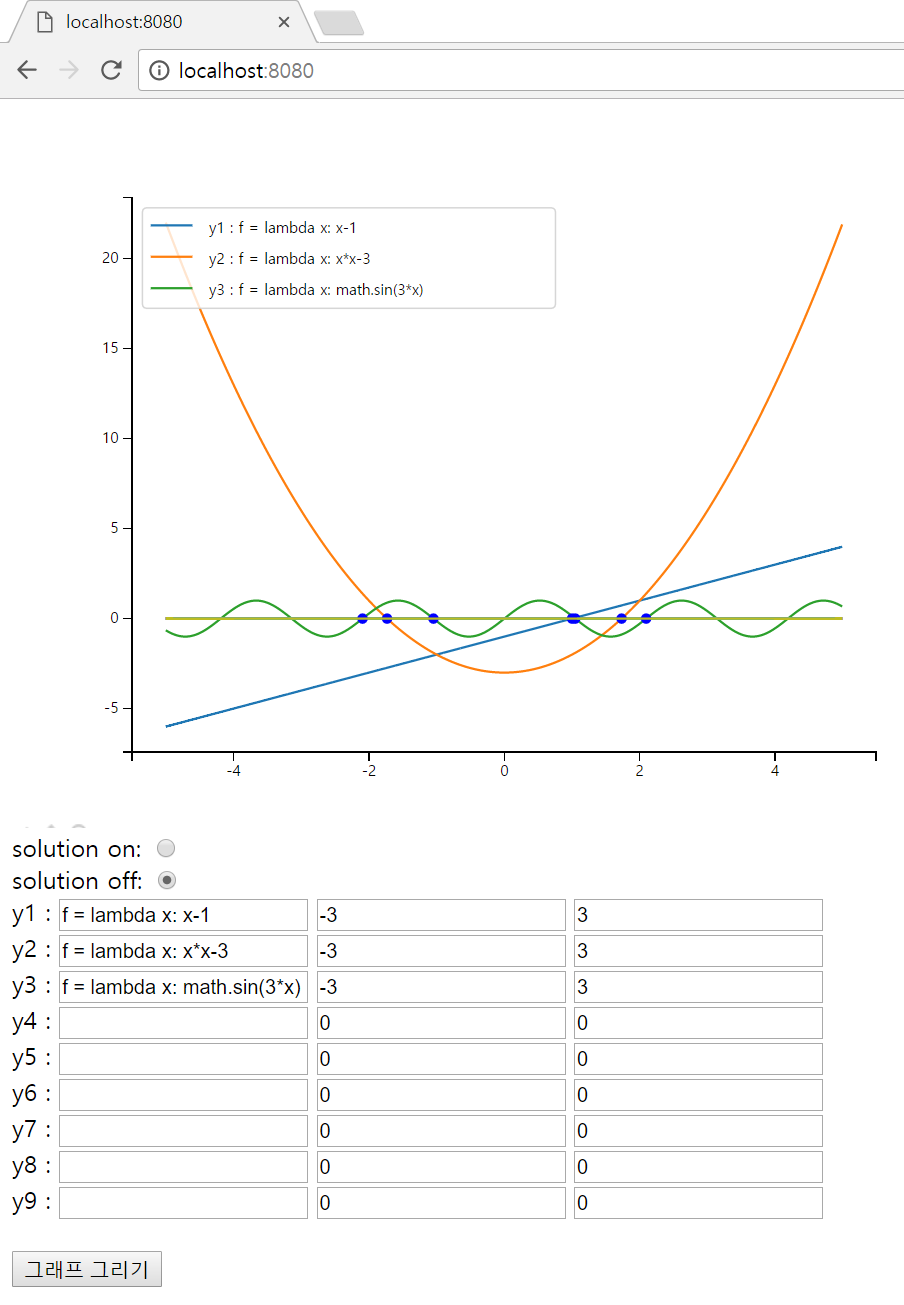 localhost:8080
localhost:8080
y1 : f = lambda x: x-1
y2 : f = lambda x: x*x-3
y3 : f = lambda x: math.sin(3*x)
20
15
10
5
0
-5
-4 -2 0 2 4
solution on:
solution off:
y1 : f = lambda x: x-1 -3 3
y2 : f = lambda x: x*x-3 -3 3
y3 : f = lambda x: math.sin(3*x) -3 3
y4 : 0 0
y5 : 0 0
y6 : 0 0
y7 : 0 0
y8 : 0 0
y9 : 0 0
그래프 그리기